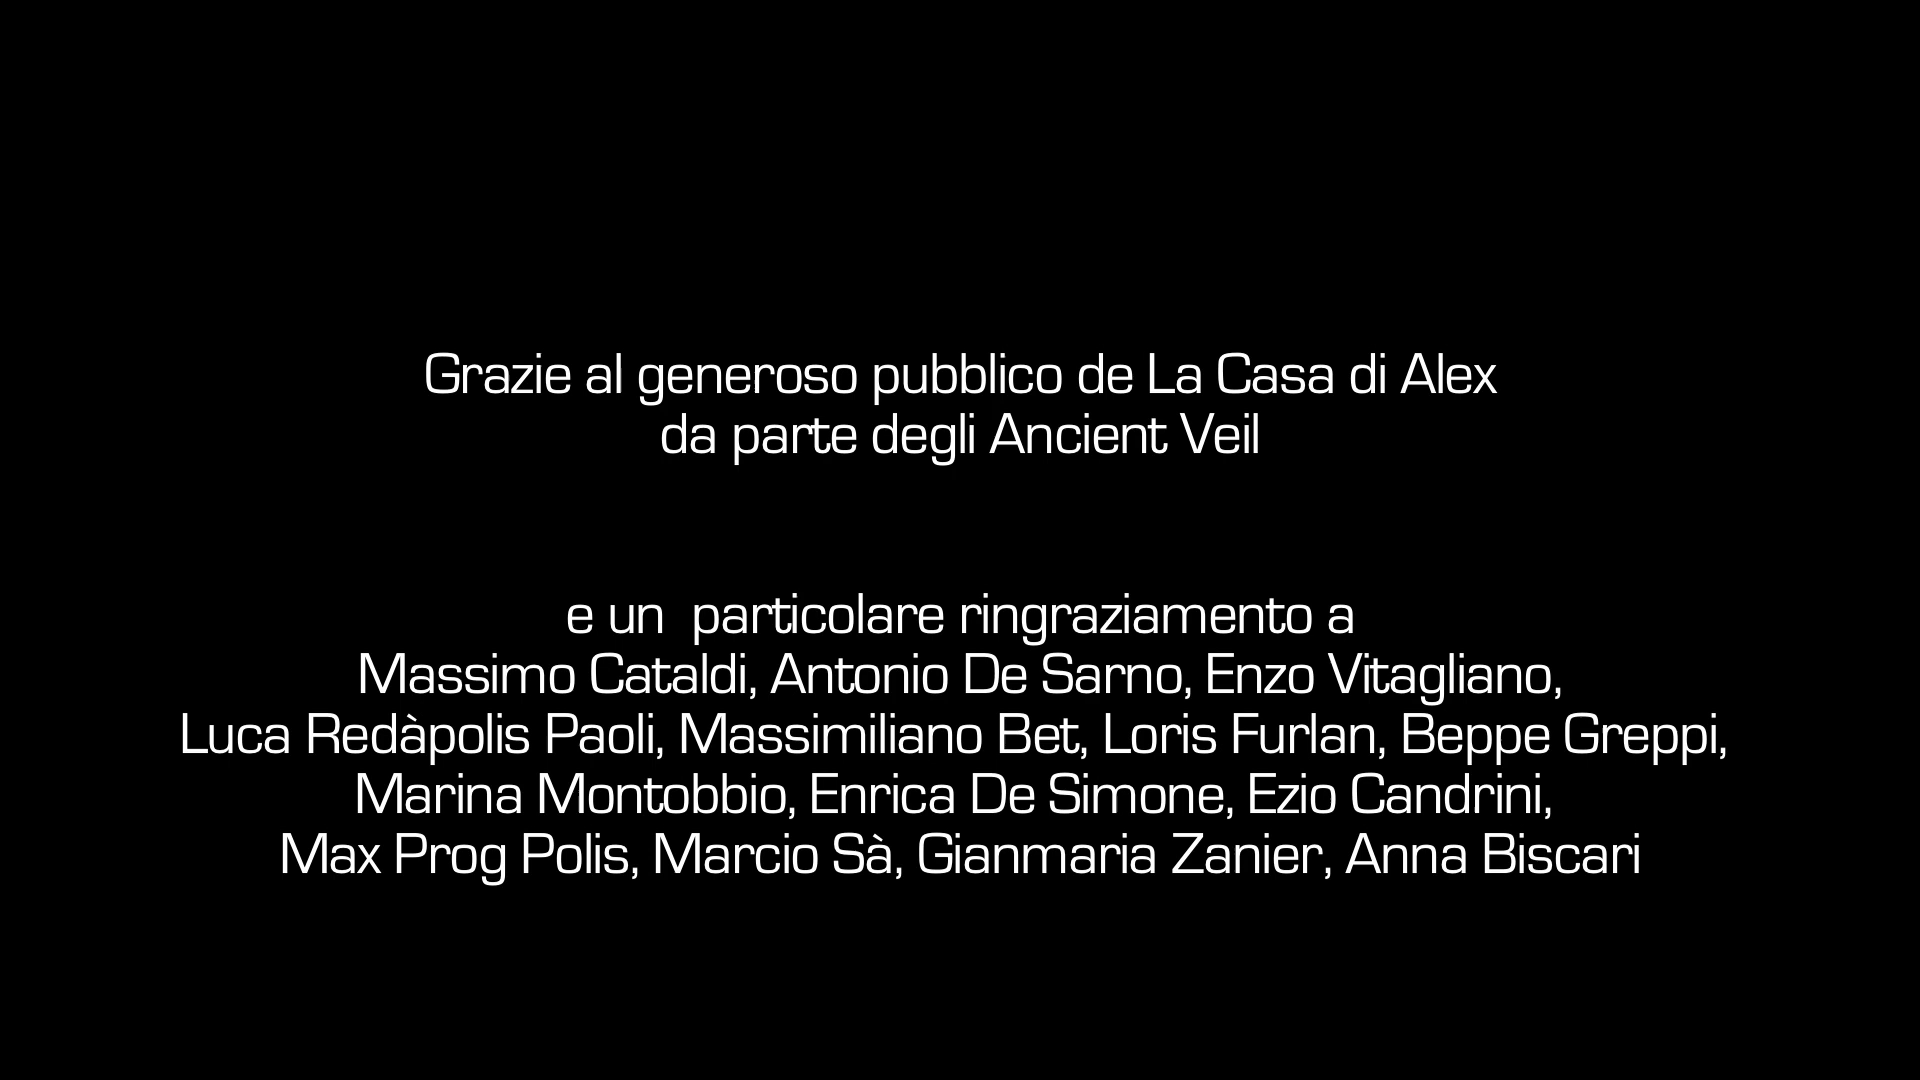 Grazie al generoso pubblico de La Casa di Alex
da parte degli Ancient Veil
e un  particolare ringraziamento a
Massimo Cataldi, Antonio De Sarno, Enzo Vitagliano,
Luca Redàpolis Paoli, Massimiliano Bet, Loris Furlan, Beppe Greppi,
Marina Montobbio, Enrica De Simone, Ezio Candrini,
Max Prog Polis, Marcio Sà, Gianmaria Zanier, Anna Biscari